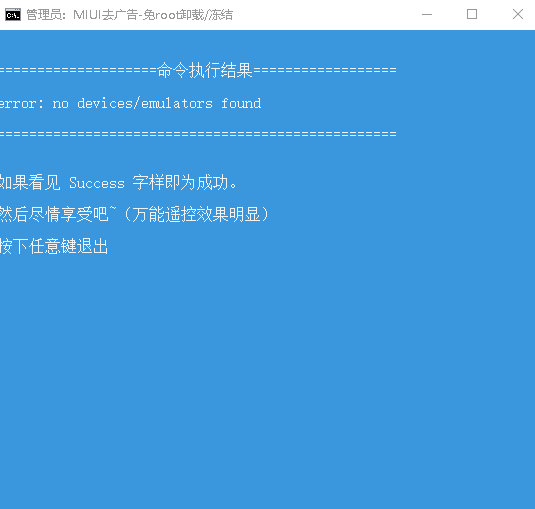 管理员: MIUI去广告-免root卸载/冻结
====================命令执行结果==================
error: no devices/emulators found
==================================================
如果看见 Success 字样即为成功。
然后尽情享受吧~（万能遥控效果明显）
按下任意键退出